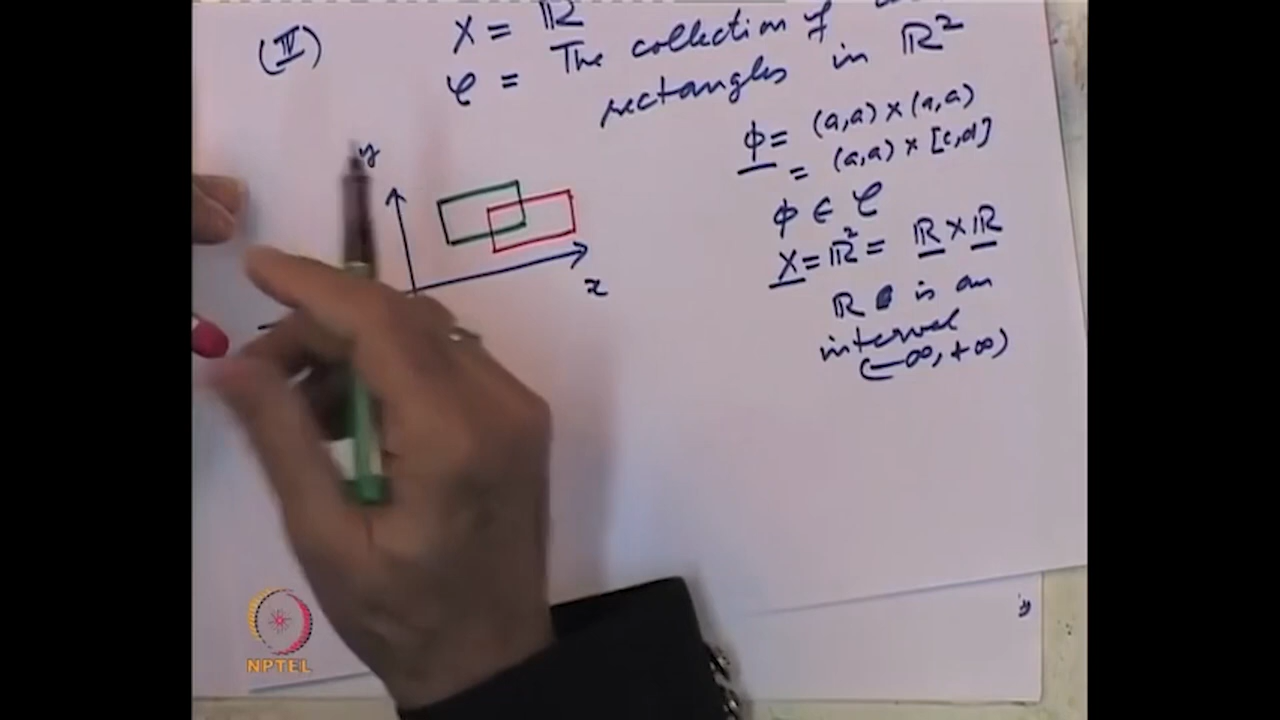 (IV)
X = ℝ
𝒞 = The collection of
rectangles in ℝ²
ϕ = (a,a) × (a,a)
= (a,a) × [c,d]
ϕ ∈ 𝒞
X = ℝ² = ℝ × ℝ
ℝ is an
interval
(-∞, +∞)
y
x
NPTEL